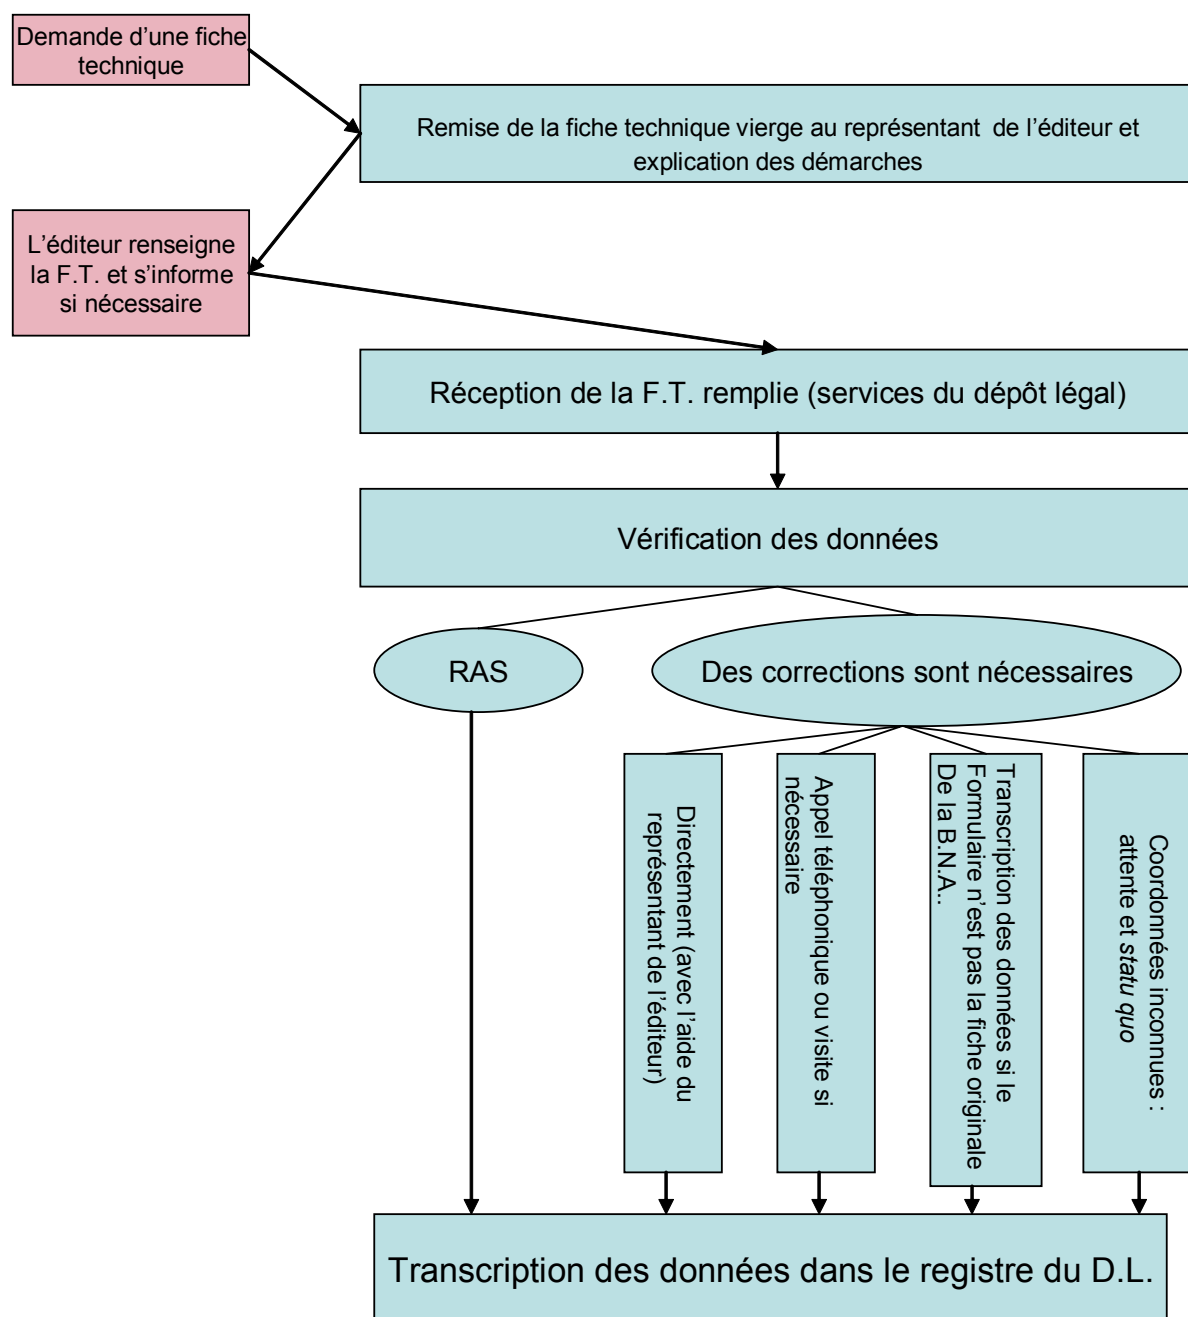 Demande d’une fiche
technique
Remise de la fiche technique vierge au représentant de l’éditeur et
explication des démarches
L’éditeur renseigne
la F.T. et s’informe
si nécessaire
Réception de la F.T. remplie (services du dépôt légal)
Vérification des données
RAS
Des corrections sont nécessaires
Directement (avec l’aide du
représentant de l’éditeur)
Appel téléphonique ou visite si
nécessaire
Transcription des données si le
Formulaire n’est pas la fiche originale
De la B.N.A..
Coordonnées inconnues :
attente et statu quo
Transcription des données dans le registre du D.L.